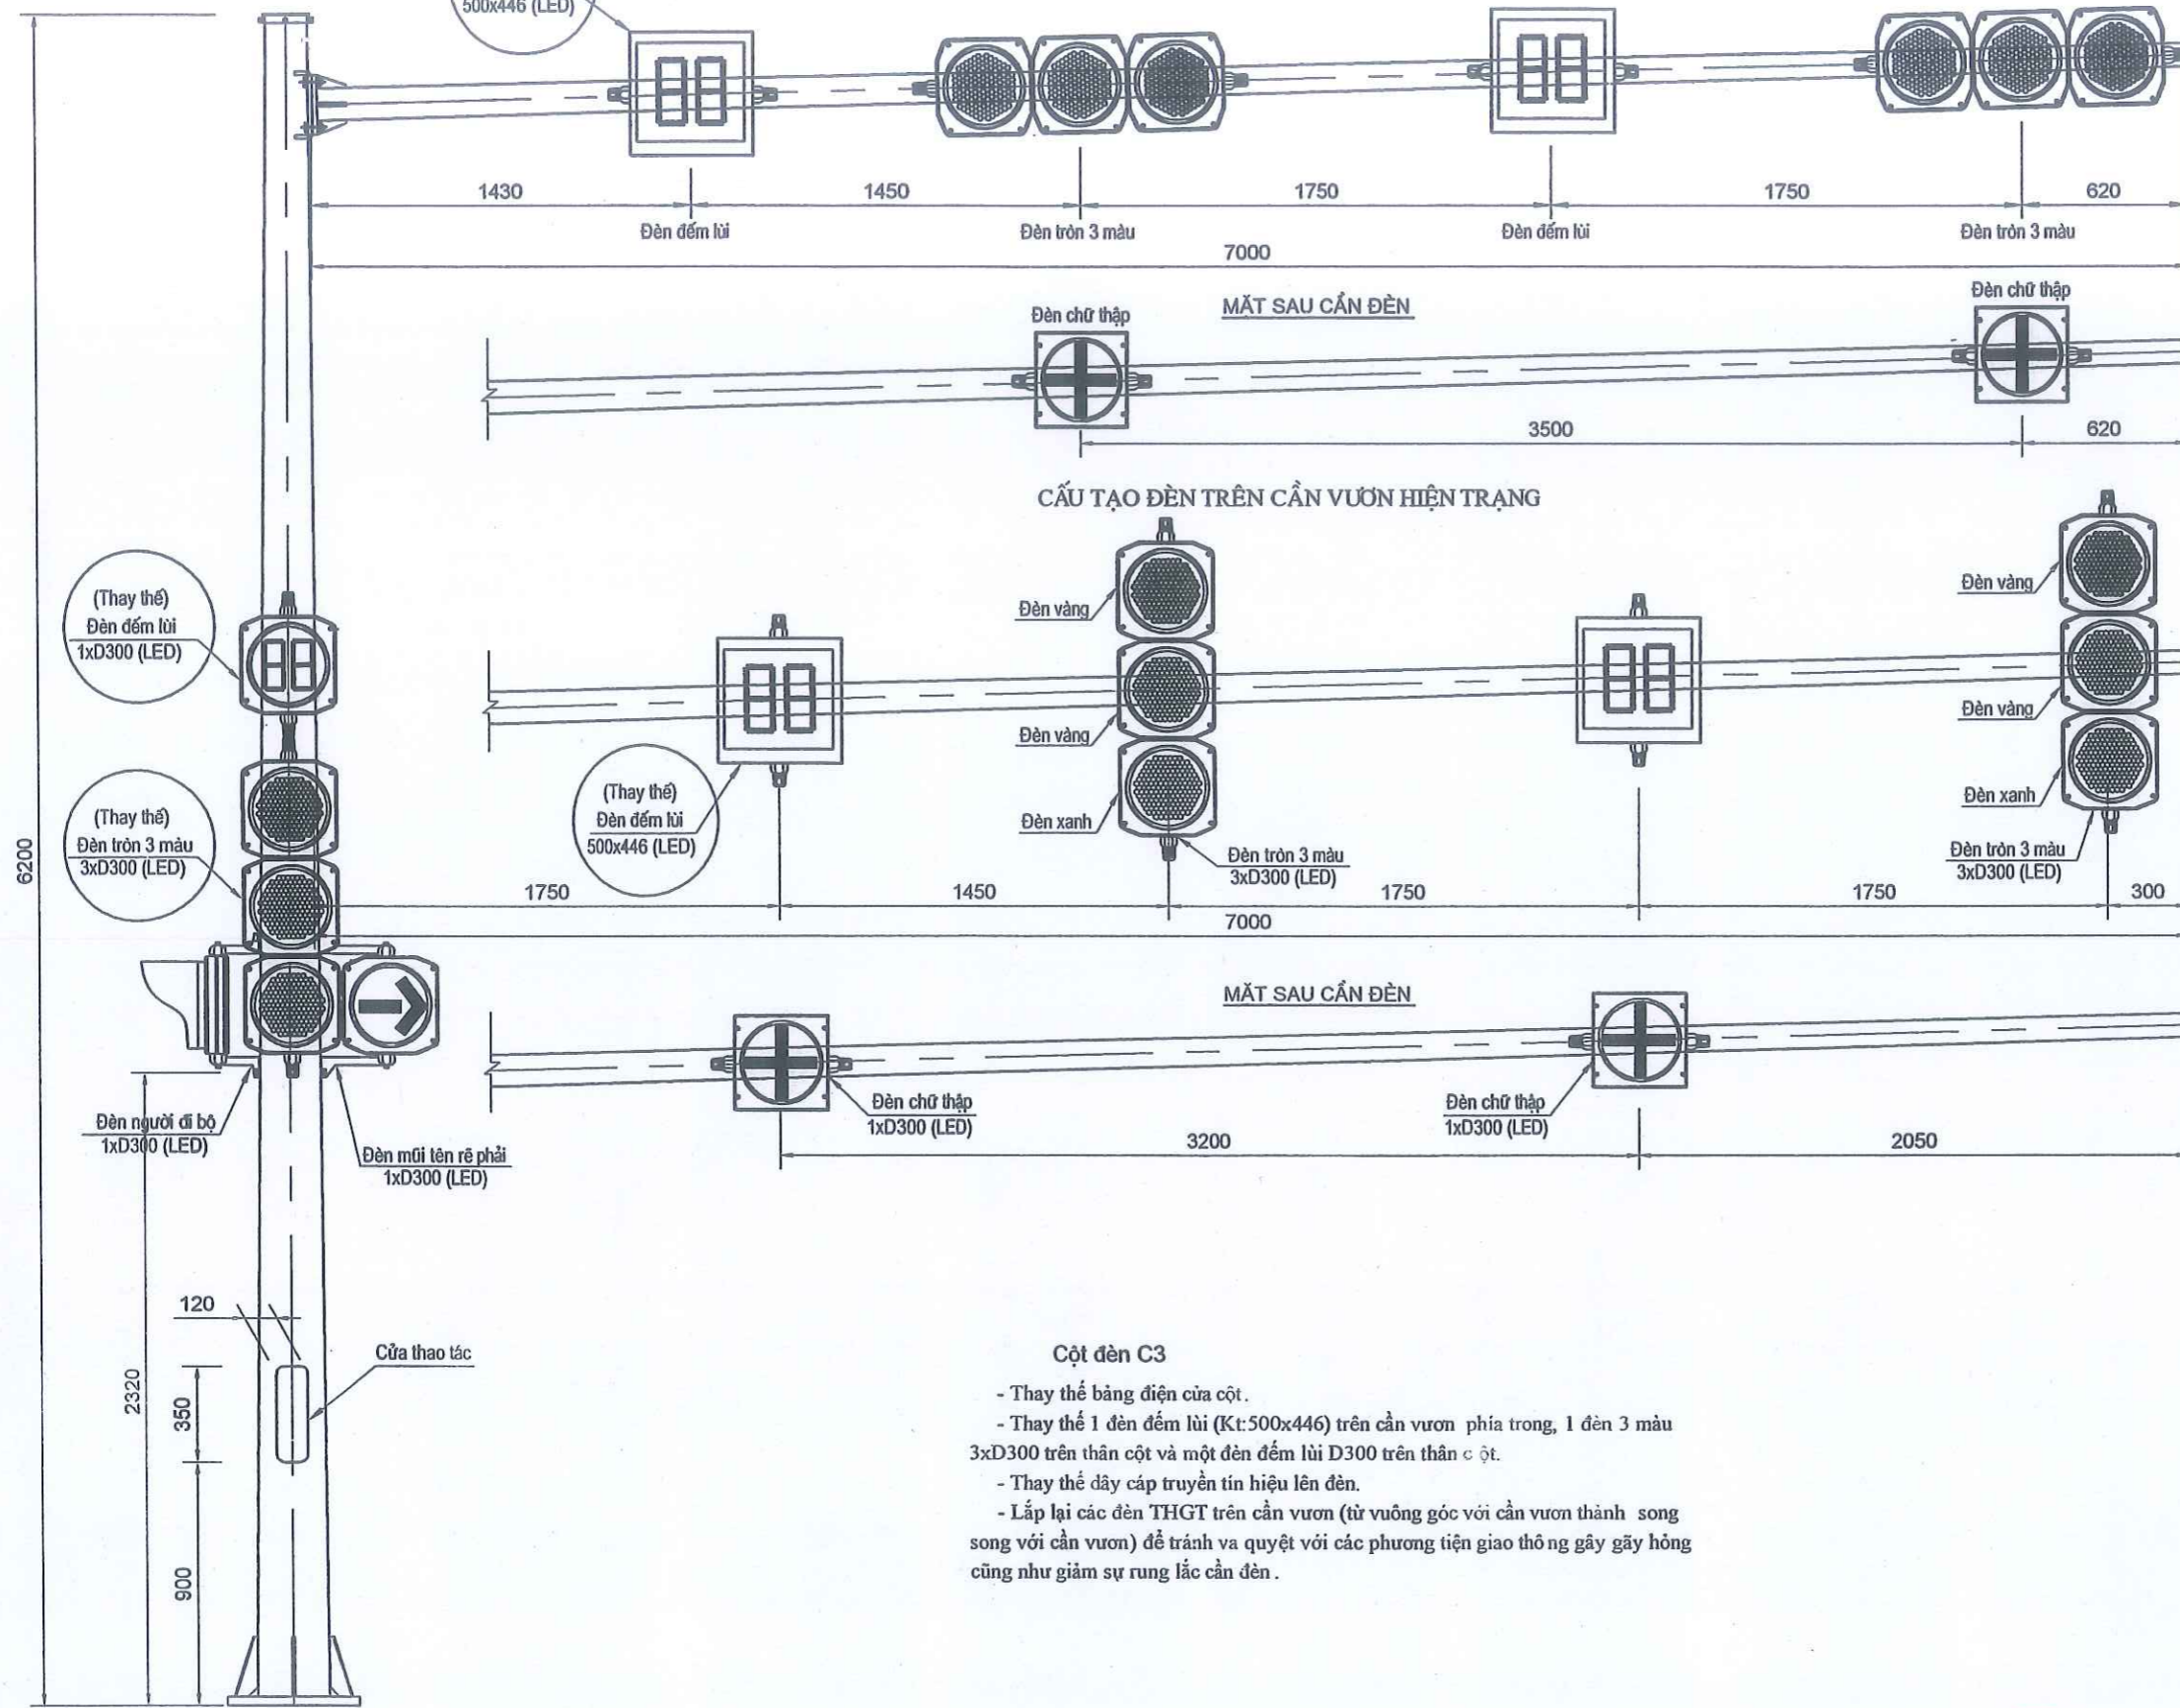 500x446 (LED)
1430
1450
1750
1750
620
Đèn đếm lùi
Đèn tròn 3 màu
Đèn đếm lùi
Đèn tròn 3 màu
7000
MẶT SAU CẦN ĐÈN
Đèn chữ thập
Đèn chữ thập
3500
620
CẤU TẠO ĐÈN TRÊN CẦN VƯƠN HIỆN TRẠNG
(Thay thế)
Đèn đếm lùi
1xD300 (LED)
Đèn vàng
Đèn vàng
Đèn xanh
Đèn tròn 3 màu
3xD300 (LED)
Đèn vàng
Đèn vàng
Đèn xanh
Đèn tròn 3 màu
3xD300 (LED)
(Thay thế)
Đèn đếm lùi
500x446 (LED)
(Thay thế)
Đèn tròn 3 màu
3xD300 (LED)
6200
1750
1450
1750
1750
300
7000
MẶT SAU CẦN ĐÈN
Đèn chữ thập
1xD300 (LED)
Đèn chữ thập
1xD300 (LED)
3200
2050
Đèn người đi bộ
1xD300 (LED)
Đèn mũi tên rẽ phải
1xD300 (LED)
120
Cửa thao tác
2320
350
900
Cột đèn C3
- Thay thế bảng điện cửa cột.
- Thay thế 1 đèn đếm lùi (Kt:500x446) trên cần vươn phía trong, 1 đèn 3 màu
3xD300 trên thân cột và một đèn đếm lùi D300 trên thân c ột.
- Thay thế dây cáp truyền tín hiệu lên đèn.
- Lắp lại các đèn THGT trên cần vươn (từ vuông góc với cần vươn thành song
song với cần vươn) để tránh va quyệt với các phương tiện giao thô ng gây gãy hỏng
cũng như giảm sự rung lắc cần đèn.